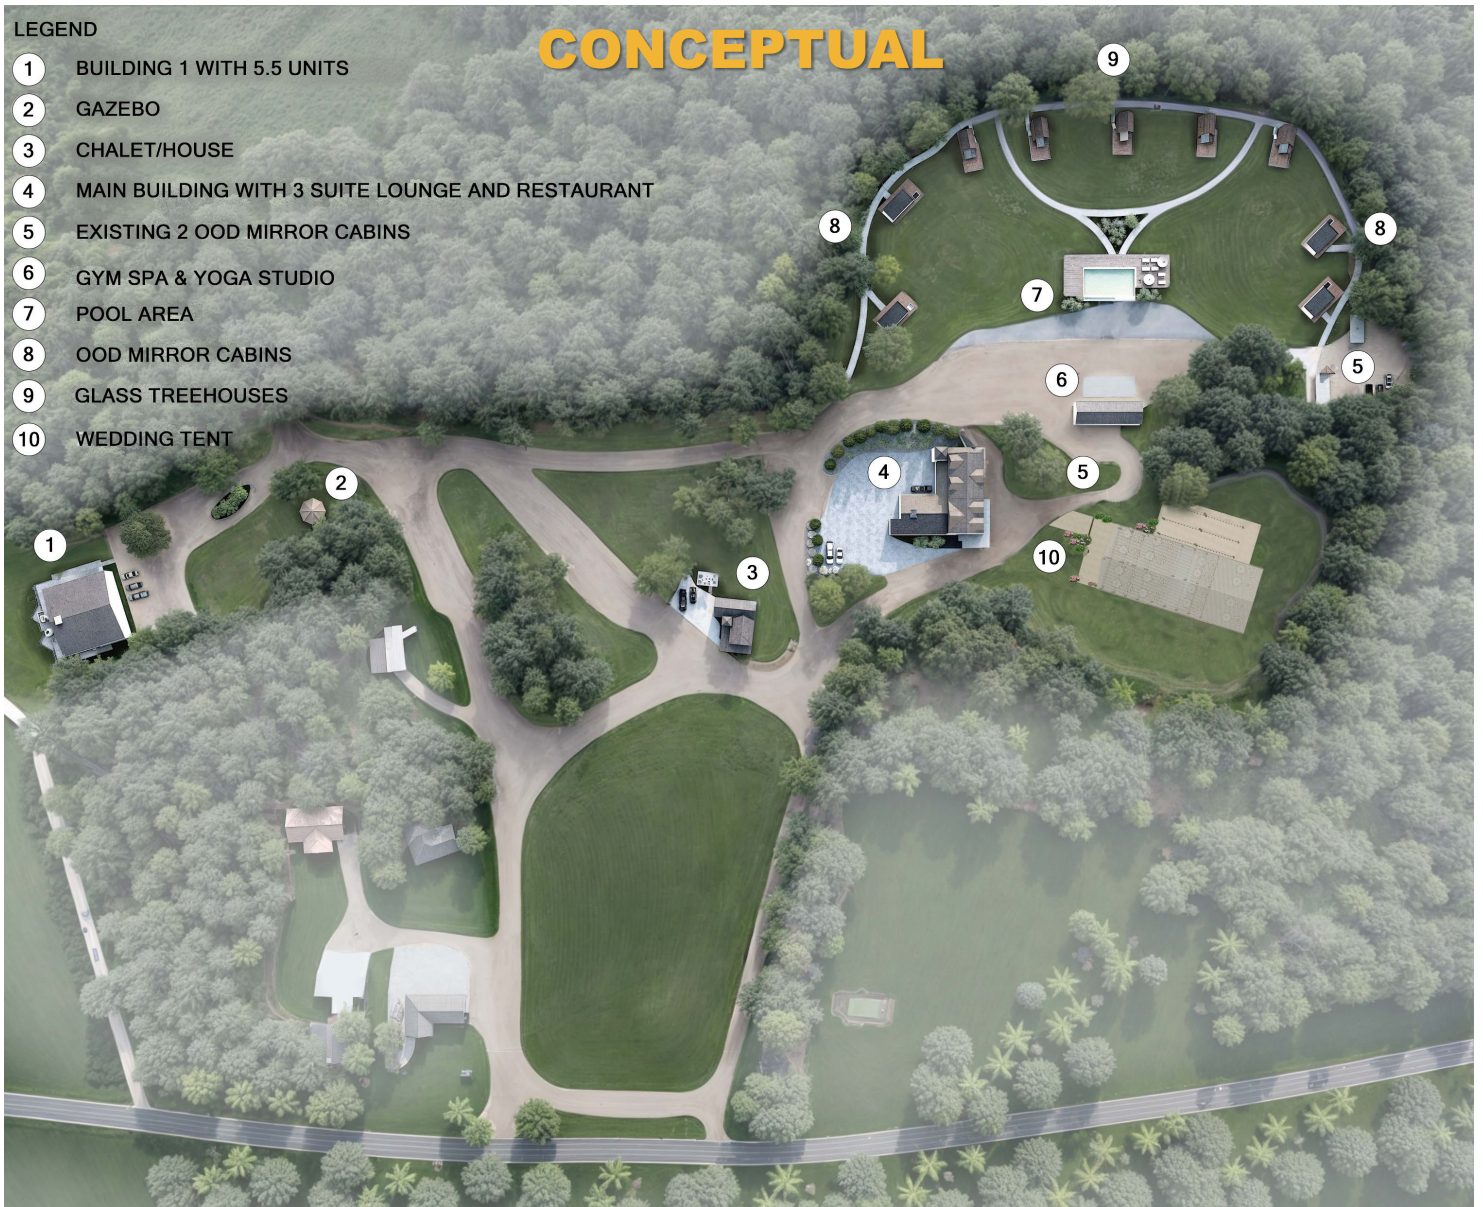 LEGEND
CONCEPTUAL
1 BUILDING 1 WITH 5.5 UNITS
2 GAZEBO
3 CHALET/HOUSE
4 MAIN BUILDING WITH 3 SUITE LOUNGE AND RESTAURANT
5 EXISTING 2 OOD MIRROR CABINS
6 GYM SPA & YOGA STUDIO
7 POOL AREA
8 OOD MIRROR CABINS
9 GLASS TREEHOUSES
10 WEDDING TENT
9
8
8
7
6
5
4
5
2
1
10
3